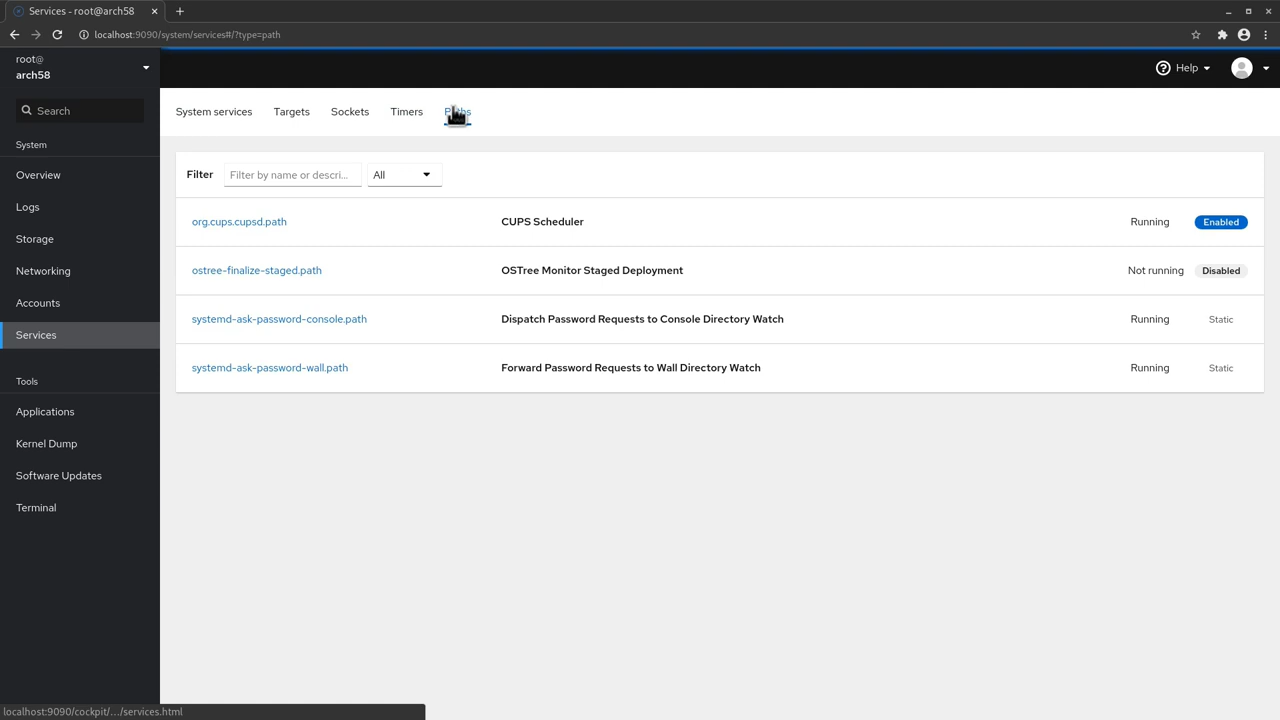 Services - root@arch58
localhost:9090/system/services#/?type=path
root@
arch58
Help
Search
System services
Targets
Sockets
Timers
Paths
System
Overview
Logs
Storage
Networking
Accounts
Services
Tools
Applications
Kernel Dump
Software Updates
Terminal
Filter
Filter by name or descri...
All
org.cups.cupsd.path CUPS Scheduler Running Enabled
ostree-finalize-staged.path OSTree Monitor Staged Deployment Not running Disabled
systemd-ask-password-console.path Dispatch Password Requests to Console Directory Watch Running Static
systemd-ask-password-wall.path Forward Password Requests to Wall Directory Watch Running Static
localhost:9090/cockpit/.../services.html